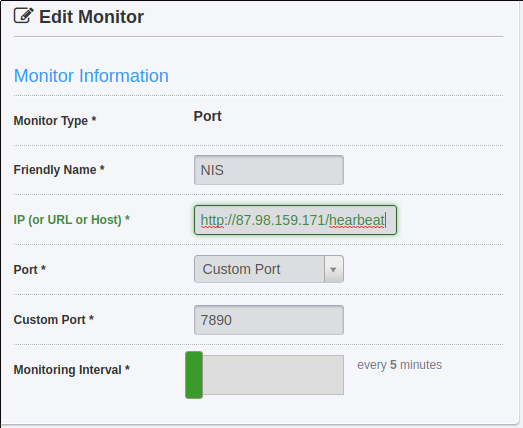 Edit Monitor
Monitor Information
Monitor Type * Port
Friendly Name * NIS
IP (or URL or Host) * http://87.98.159.171/hearbeat
Port * Custom Port
Custom Port * 7890
Monitoring Interval * every 5 minutes